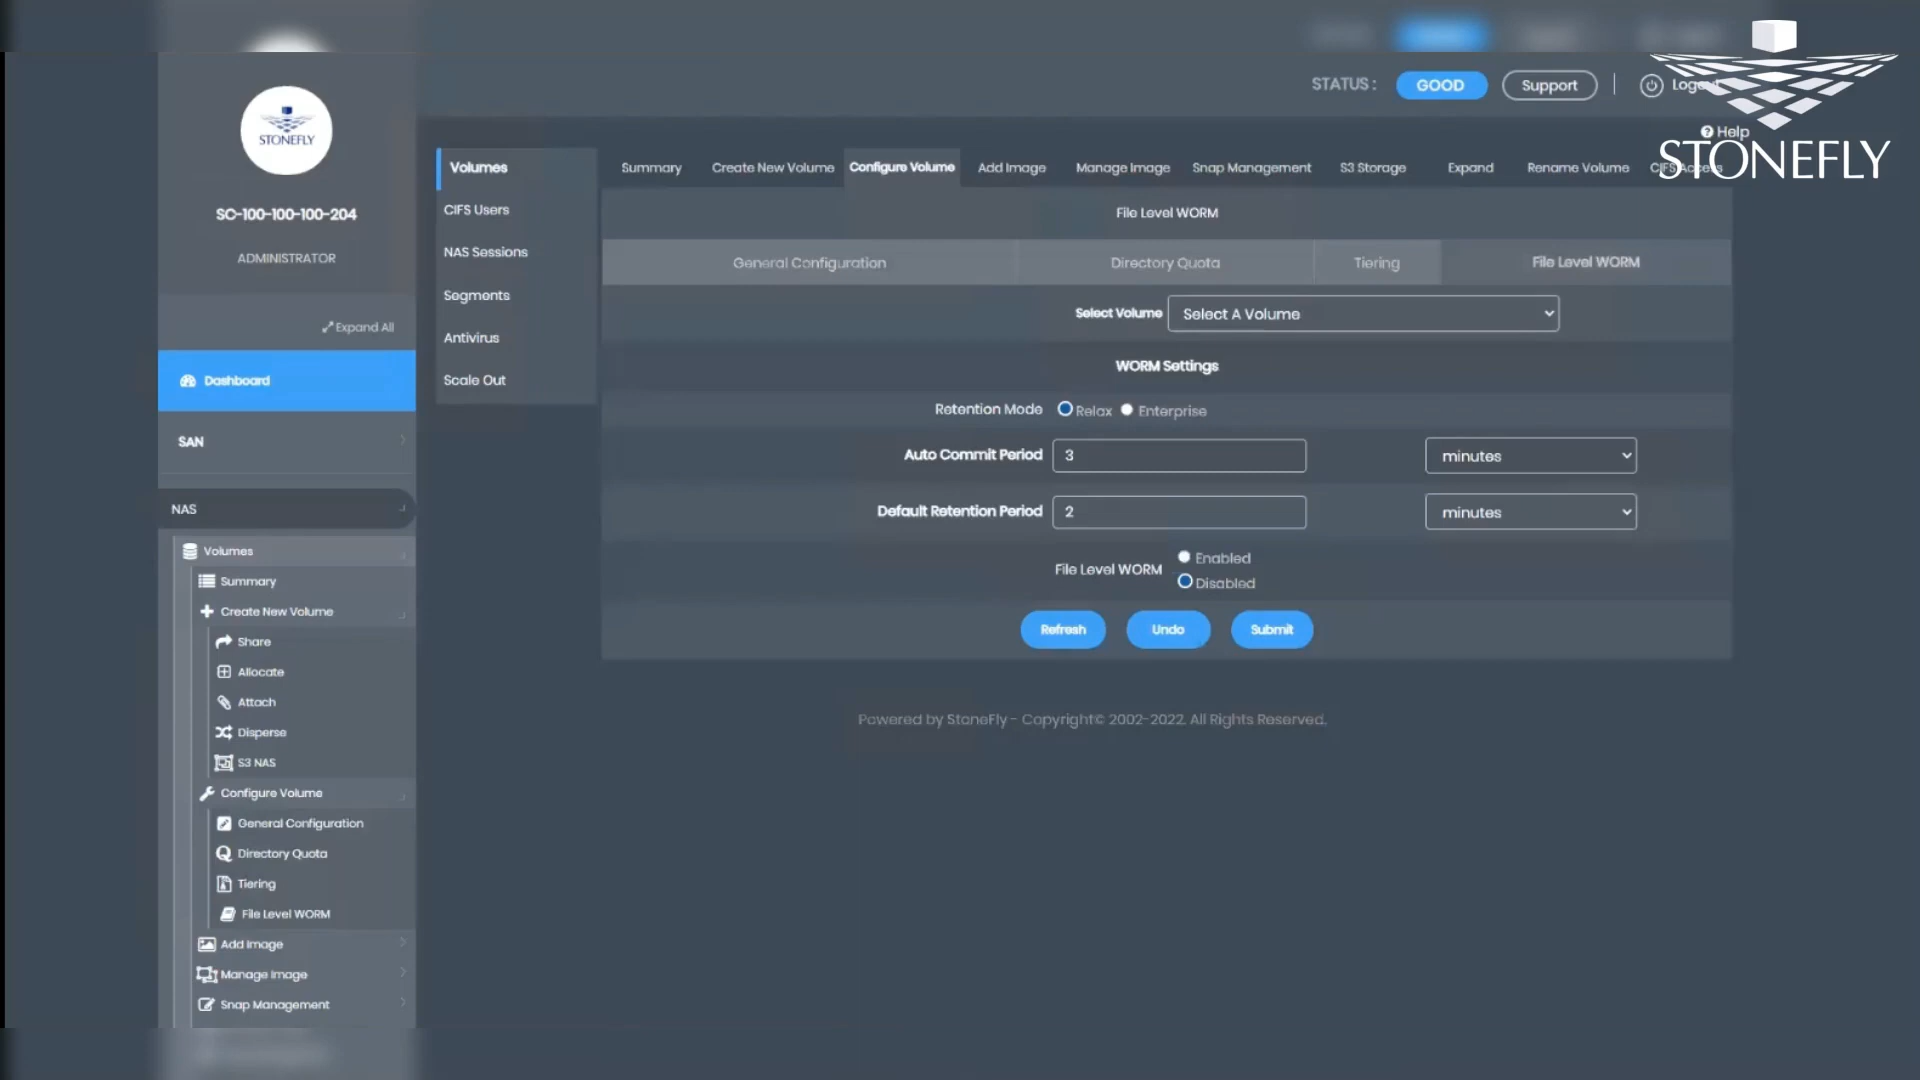 STONEFLY
STATUS : GOOD Support Logout
Help
STONEFLY
SC-100-100-100-204
ADMINISTRATOR
Expand All
Dashboard
SAN
NAS
Volumes
Summary
Create New Volume
Share
Allocate
Attach
Disperse
S3 NAS
Configure Volume
General Configuration
Directory Quota
Tiering
File Level WORM
Add Image
Manage Image
Snap Management
Volumes
CIFS Users
NAS Sessions
Segments
Antivirus
Scale Out
Summary Create New Volume Configure Volume Add Image Manage Image Snap Management S3 Storage Expand Rename Volume CIFS Access
File Level WORM
General Configuration Directory Quota Tiering File Level WORM
Select Volume Select A Volume
WORM Settings
Retention Mode Relax Enterprise
Auto Commit Period 3 minutes
Default Retention Period 2 minutes
File Level WORM Enabled
Disabled
Refresh Undo Submit
Powered by StoneFly - Copyright© 2002-2022. All Rights Reserved.